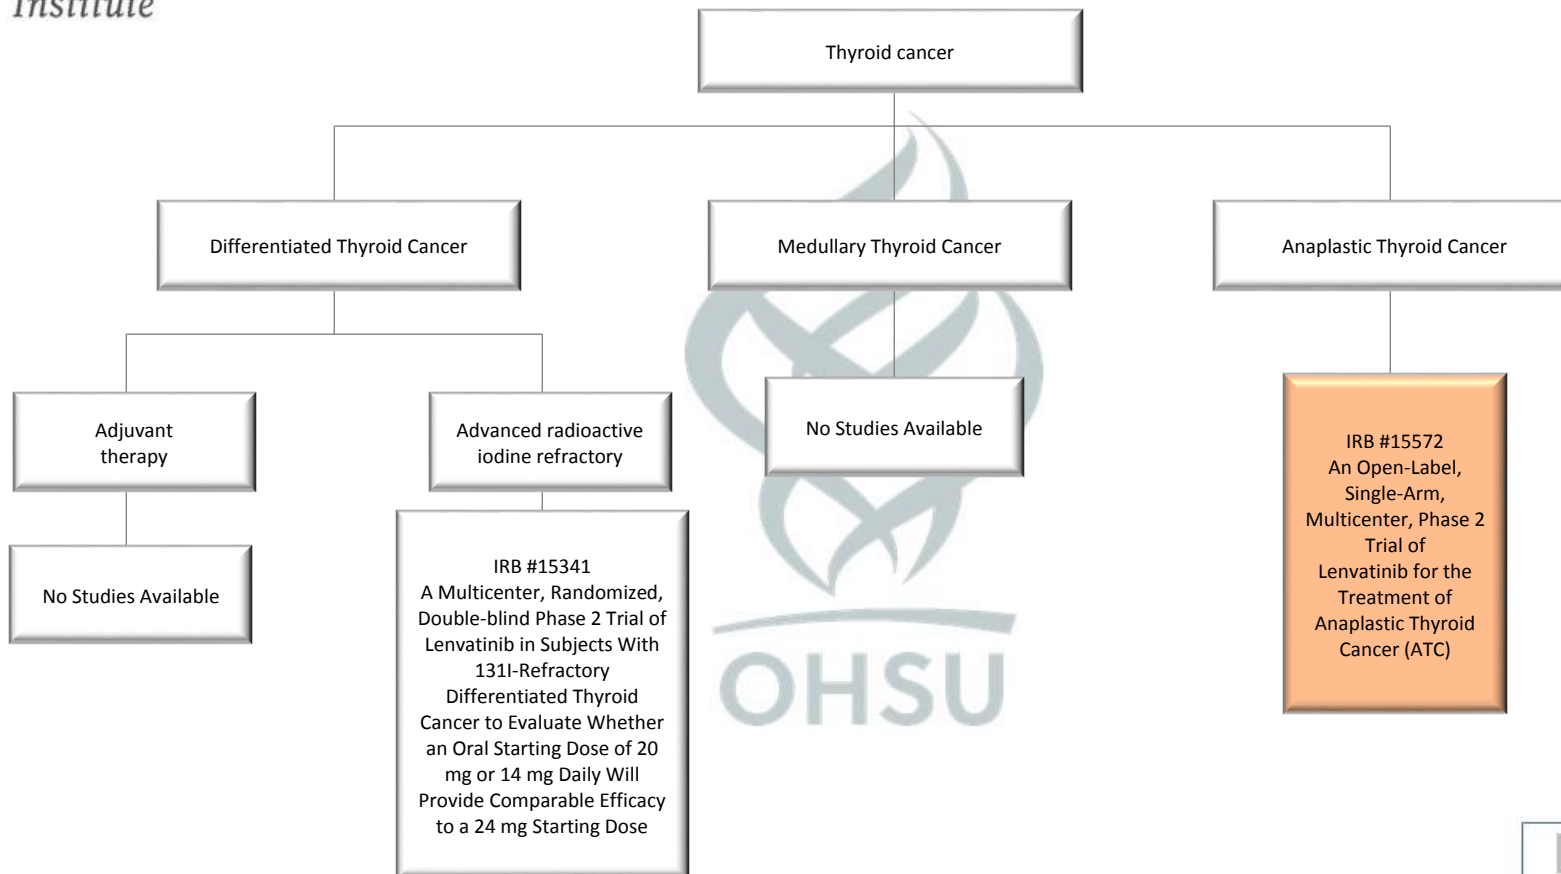 Institute
Thyroid cancer
Differentiated Thyroid Cancer
Medullary Thyroid Cancer
Anaplastic Thyroid Cancer
Adjuvant
therapy
Advanced radioactive
iodine refractory
No Studies Available
IRB #15572
An Open-Label,
Single-Arm,
Multicenter, Phase 2
Trial of
Lenvatinib for the
Treatment of
Anaplastic Thyroid
Cancer (ATC)
No Studies Available
IRB #15341
A Multicenter, Randomized,
Double-blind Phase 2 Trial of
Lenvatinib in Subjects With
131I-Refractory
Differentiated Thyroid
Cancer to Evaluate Whether
an Oral Starting Dose of 20
mg or 14 mg Daily Will
Provide Comparable Efficacy
to a 24 mg Starting Dose
OHSU